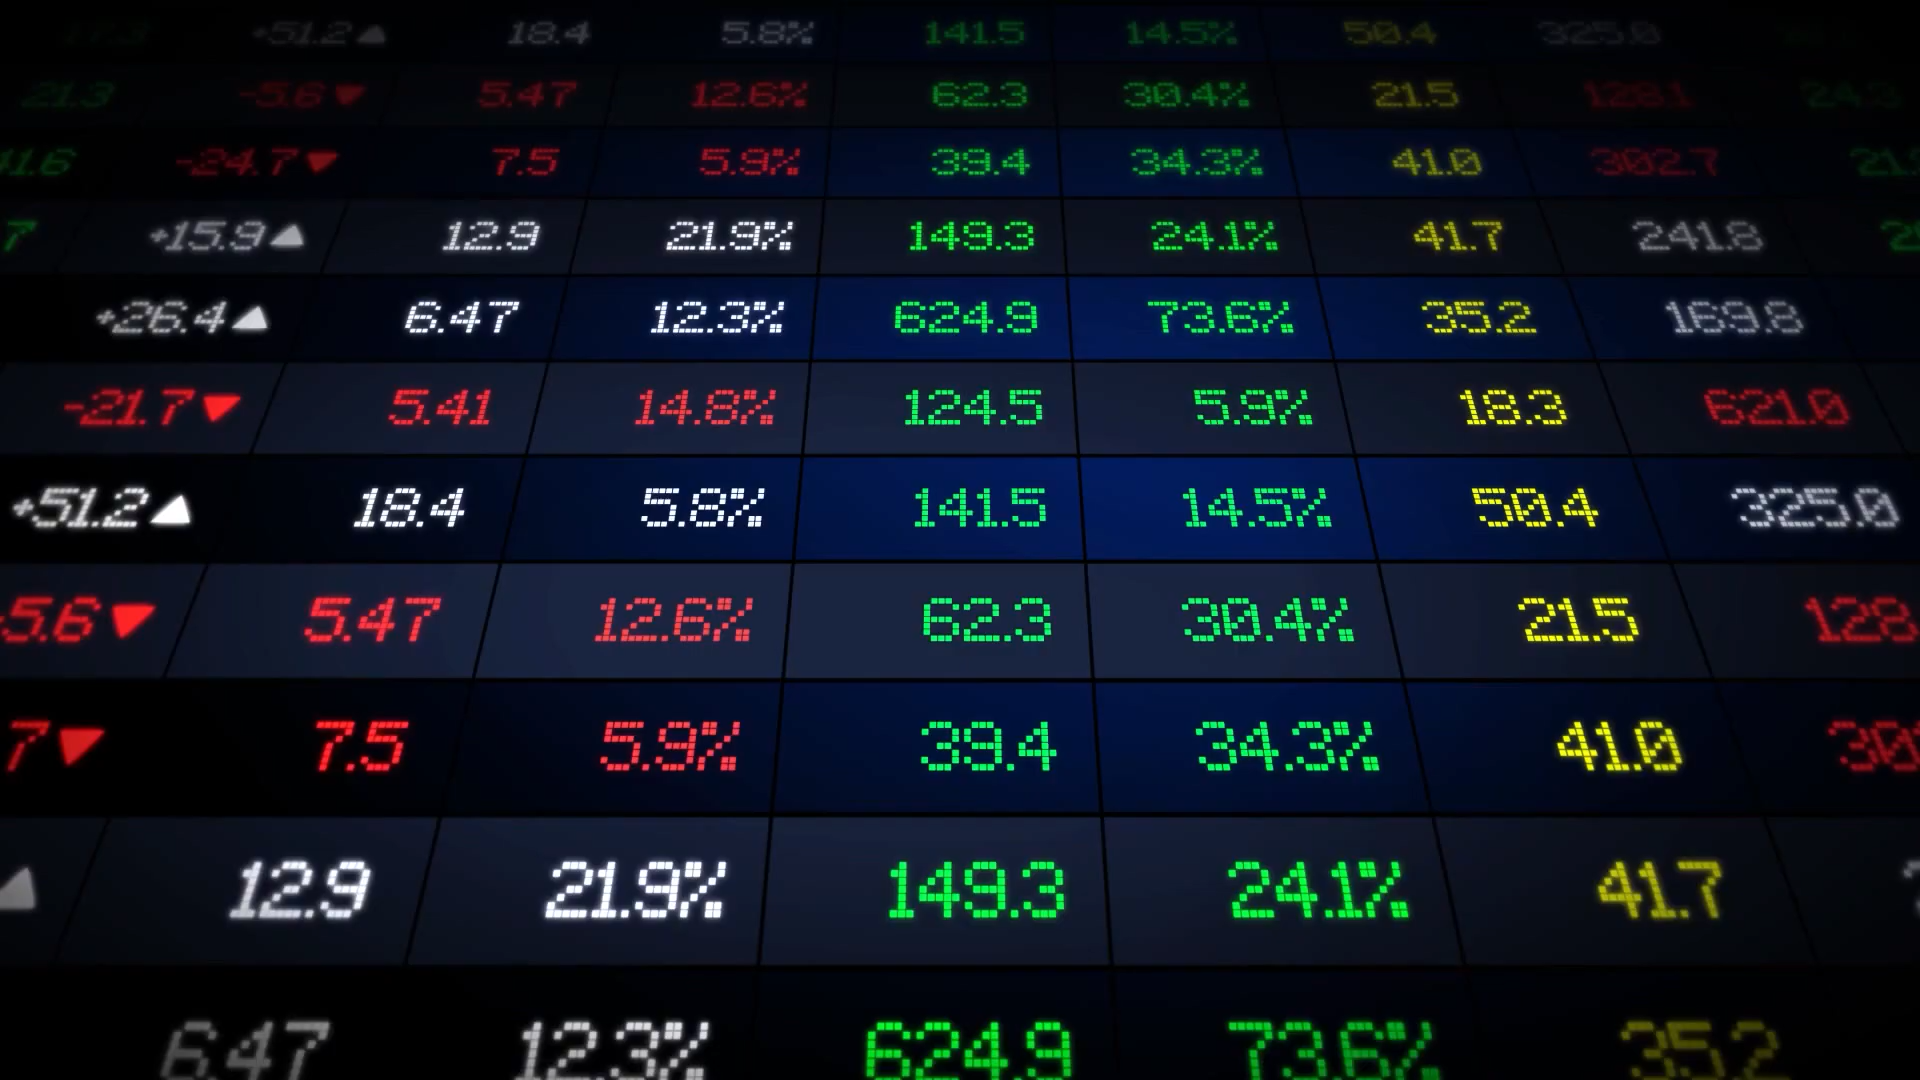 17.3 +51.2▲ 18.4 5.8% 141.5 14.5% 50.4 325.0
21.3 -5.6▼ 5.47 12.6% 62.3 30.4% 21.5 128.1 24.3
41.6 -24.7▼ 7.5 5.9% 39.4 34.3% 41.0 302.7 21.
7 +15.9▲ 12.9 21.9% 149.3 24.1% 41.7 241.8
+26.4▲ 6.47 12.3% 624.9 73.6% 35.2 169.8
-21.7▼ 5.41 14.8% 124.5 5.9% 18.3 621.0
+51.2▲ 18.4 5.8% 141.5 14.5% 50.4 325.0
-5.6▼ 5.47 12.6% 62.3 30.4% 21.5 128
7▼ 7.5 5.9% 39.4 34.3% 41.0 30
▲ 12.9 21.9% 149.3 24.1% 41.7
6.47 12.3% 624.9 73.6% 35.2